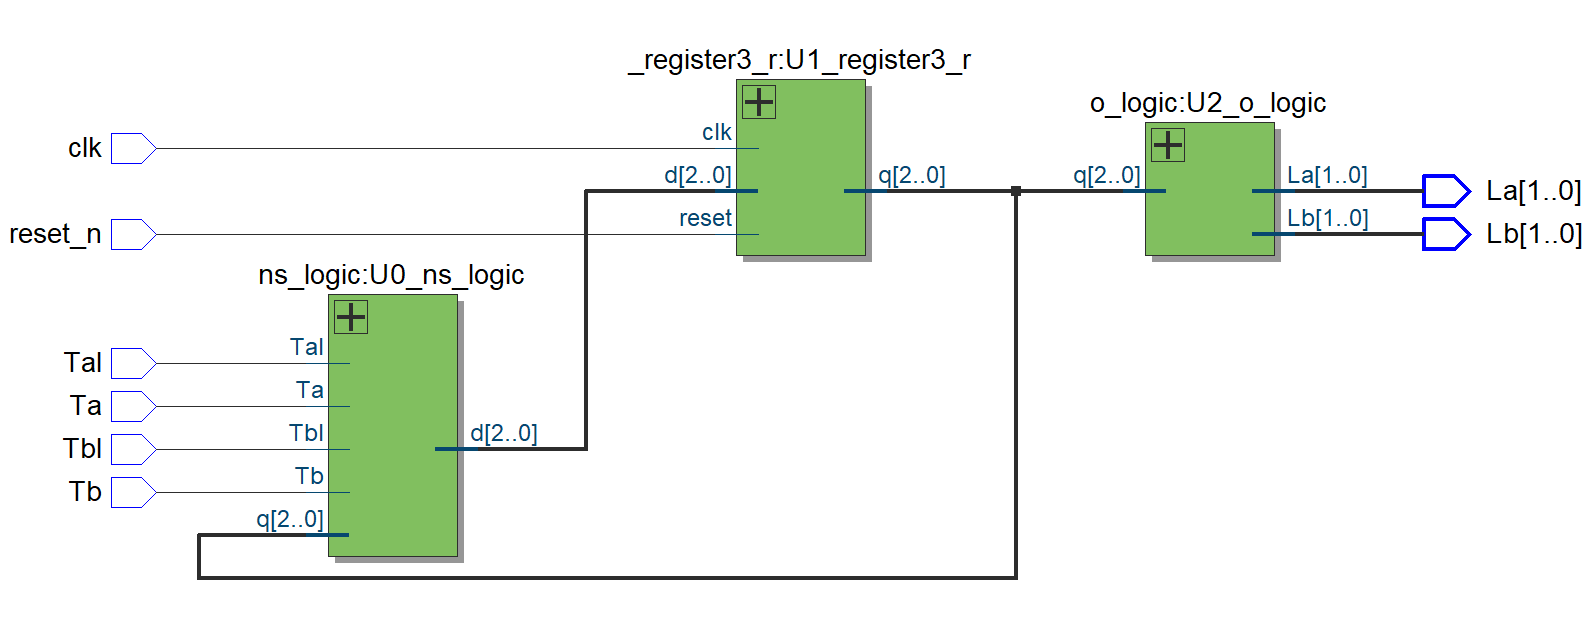 _register3_r:U1_register3_r
o_logic:U2_o_logic
clk
clk
d[2..0]
q[2..0]
q[2..0]
La[1..0]
La[1..0]
reset_n
reset
Lb[1..0]
Lb[1..0]
ns_logic:U0_ns_logic
Tal
Tal
Ta
Ta
Tbl
Tbl
d[2..0]
Tb
Tb
q[2..0]